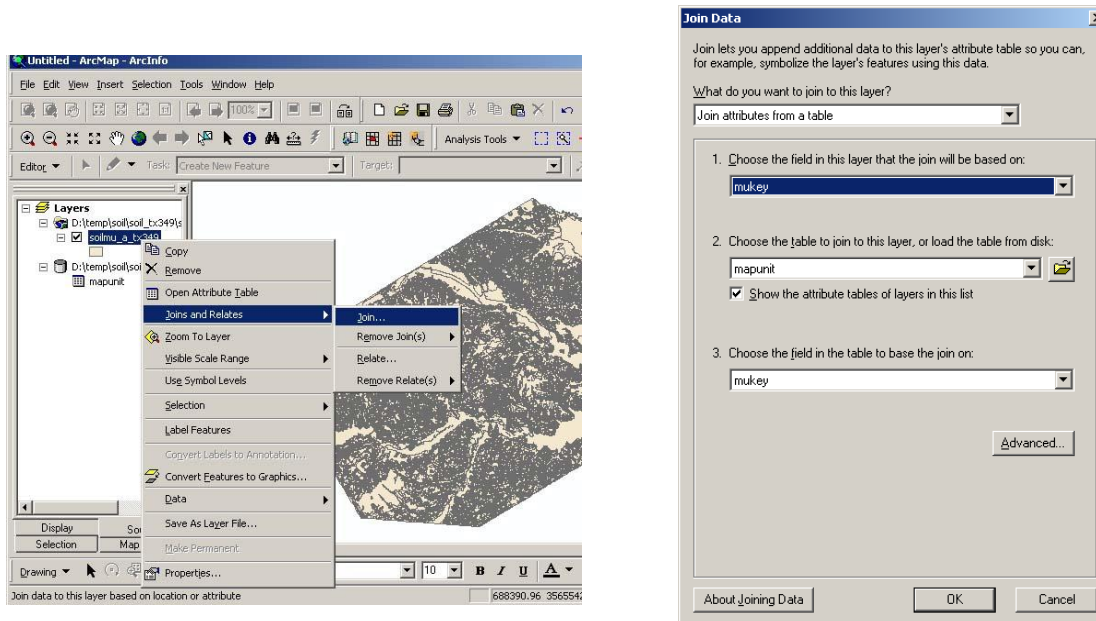 Untitled - ArcMap - ArcInfo
File Edit View Insert Selection Tools Window Help
100%
Analysis Tools
Editor Task: Create New Feature Target:
Layers
D:\temp\soil\soil_tx349\s
soilmu_a_tx349
D:\temp\soil\soi
mapunit
Copy
Remove
Open Attribute Table
Joins and Relates
Zoom To Layer
Visible Scale Range
Use Symbol Levels
Selection
Label Features
Convert Labels to Annotation...
Convert Features to Graphics...
Data
Save As Layer File...
Make Permanent
Properties...
Join...
Remove Join(s)
Relate...
Remove Relate(s)
Display Sou
Selection Map
Drawing 10 B I U A
Join data to this layer based on location or attribute 688390.96 3565542
Join Data
Join lets you append additional data to this layer's attribute table so you can,
for example, symbolize the layer's features using this data.
What do you want to join to this layer?
Join attributes from a table
1. Choose the field in this layer that the join will be based on:
mukey
2. Choose the table to join to this layer, or load the table from disk:
mapunit
Show the attribute tables of layers in this list
3. Choose the field in the table to base the join on:
mukey
Advanced...
About Joining Data OK Cancel